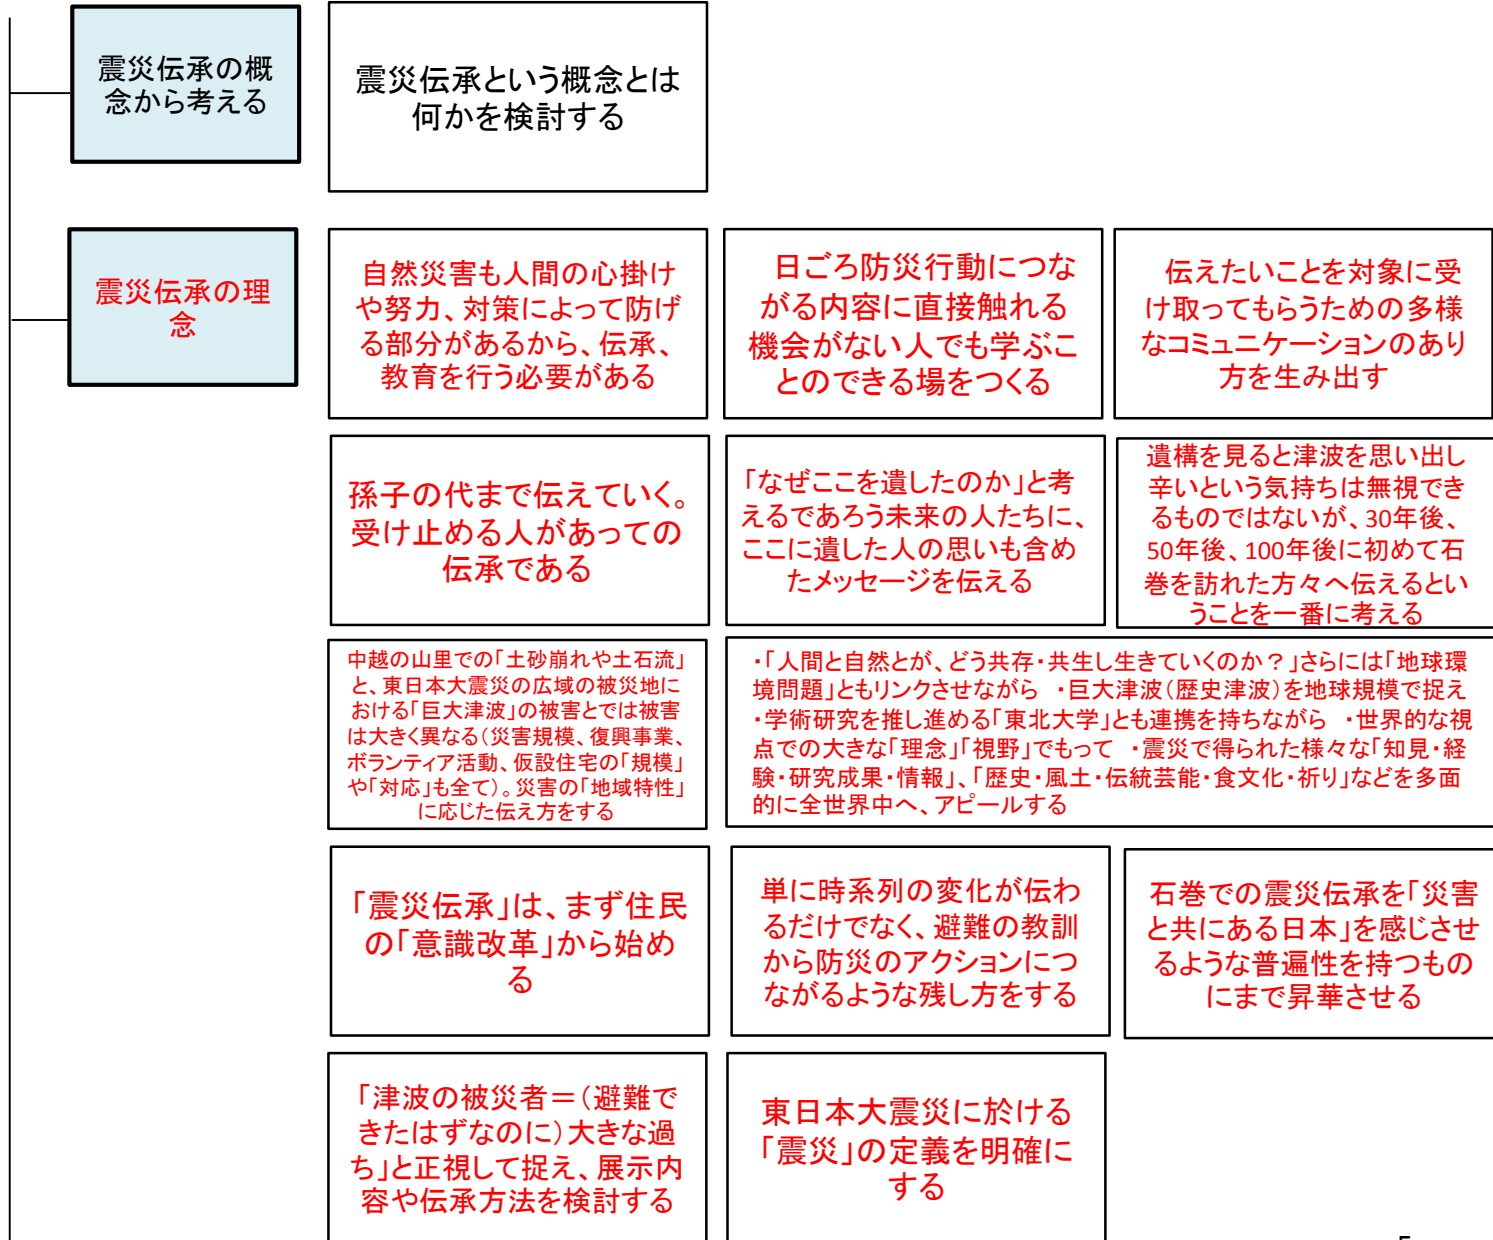 震災伝承の概
念から考える
震災伝承という概念とは
何かを検討する
震災伝承の理
念
自然災害も人間の心掛け
や努力、対策によって防げ
る部分があるから、伝承、
教育を行う必要がある
日ごろ防災行動につな
がる内容に直接触れる
機会がない人でも学ぶこ
とのできる場をつくる
伝えたいことを対象に受
け取ってもらうための多様
なコミュニケーションのあり
方を生み出す
孫子の代まで伝えていく。
受け止める人があっての
伝承である
「なぜここを遺したのか」と考
えるであろう未来の人たちに、
ここに遺した人の思いも含め
たメッセージを伝える
遺構を見ると津波を思い出し
辛いという気持ちは無視でき
るものではないが、30年後、
50年後、100年後に初めて石
巻を訪れた方々へ伝えるとい
うことを一番に考える
中越の山里での「土砂崩れや土石流」
と、東日本大震災の広域の被災地に
おける「巨大津波」の被害とでは被害
は大きく異なる（災害規模、復興事業、
ボランティア活動、仮設住宅の「規模」
や「対応」も全て）。災害の「地域特性」
に応じた伝え方をする
・「人間と自然とが、どう共存・共生し生きていくのか？」さらには「地球環
境問題」ともリンクさせながら　・巨大津波（歴史津波）を地球規模で捉え
・学術研究を推し進める「東北大学」とも連携を持ちながら　・世界的な視
点での大きな「理念」「視野」でもって　・震災で得られた様々な「知見・経
験・研究成果・情報」、「歴史・風土・伝統芸能・食文化・祈り」などを多面
的に全世界中へ、アピールする
「震災伝承」は、まず住民
の「意識改革」から始め
る
単に時系列の変化が伝わ
るだけでなく、避難の教訓
から防災のアクションにつ
ながるような残し方をする
石巻での震災伝承を「災害
と共にある日本」を感じさせ
るような普遍性を持つもの
にまで昇華させる
「津波の被災者＝（避難で
きたはずなのに）大きな過
ち」と正視して捉え、展示内
容や伝承方法を検討する
東日本大震災に於ける
「震災」の定義を明確に
する